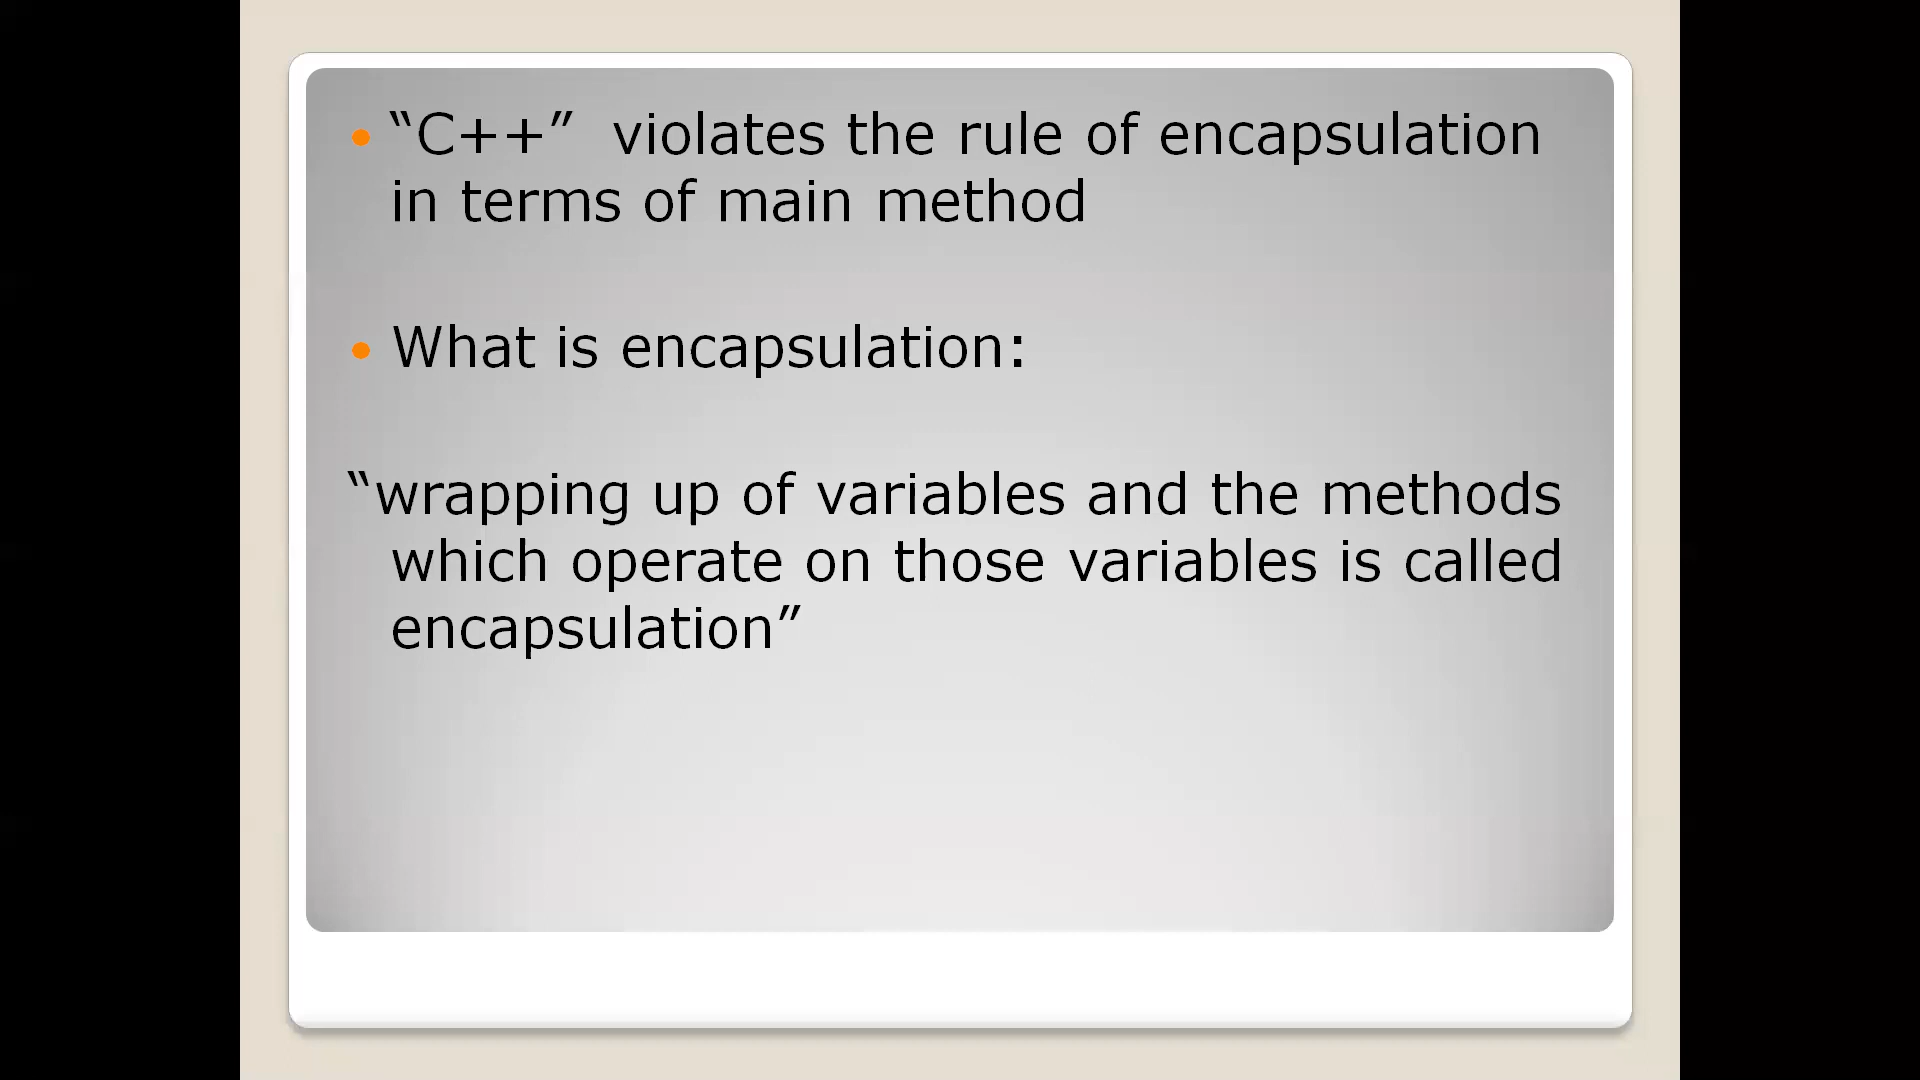 “C++”  violates the rule of encapsulation
in terms of main method
What is encapsulation:
“wrapping up of variables and the methods
which operate on those variables is called
encapsulation”